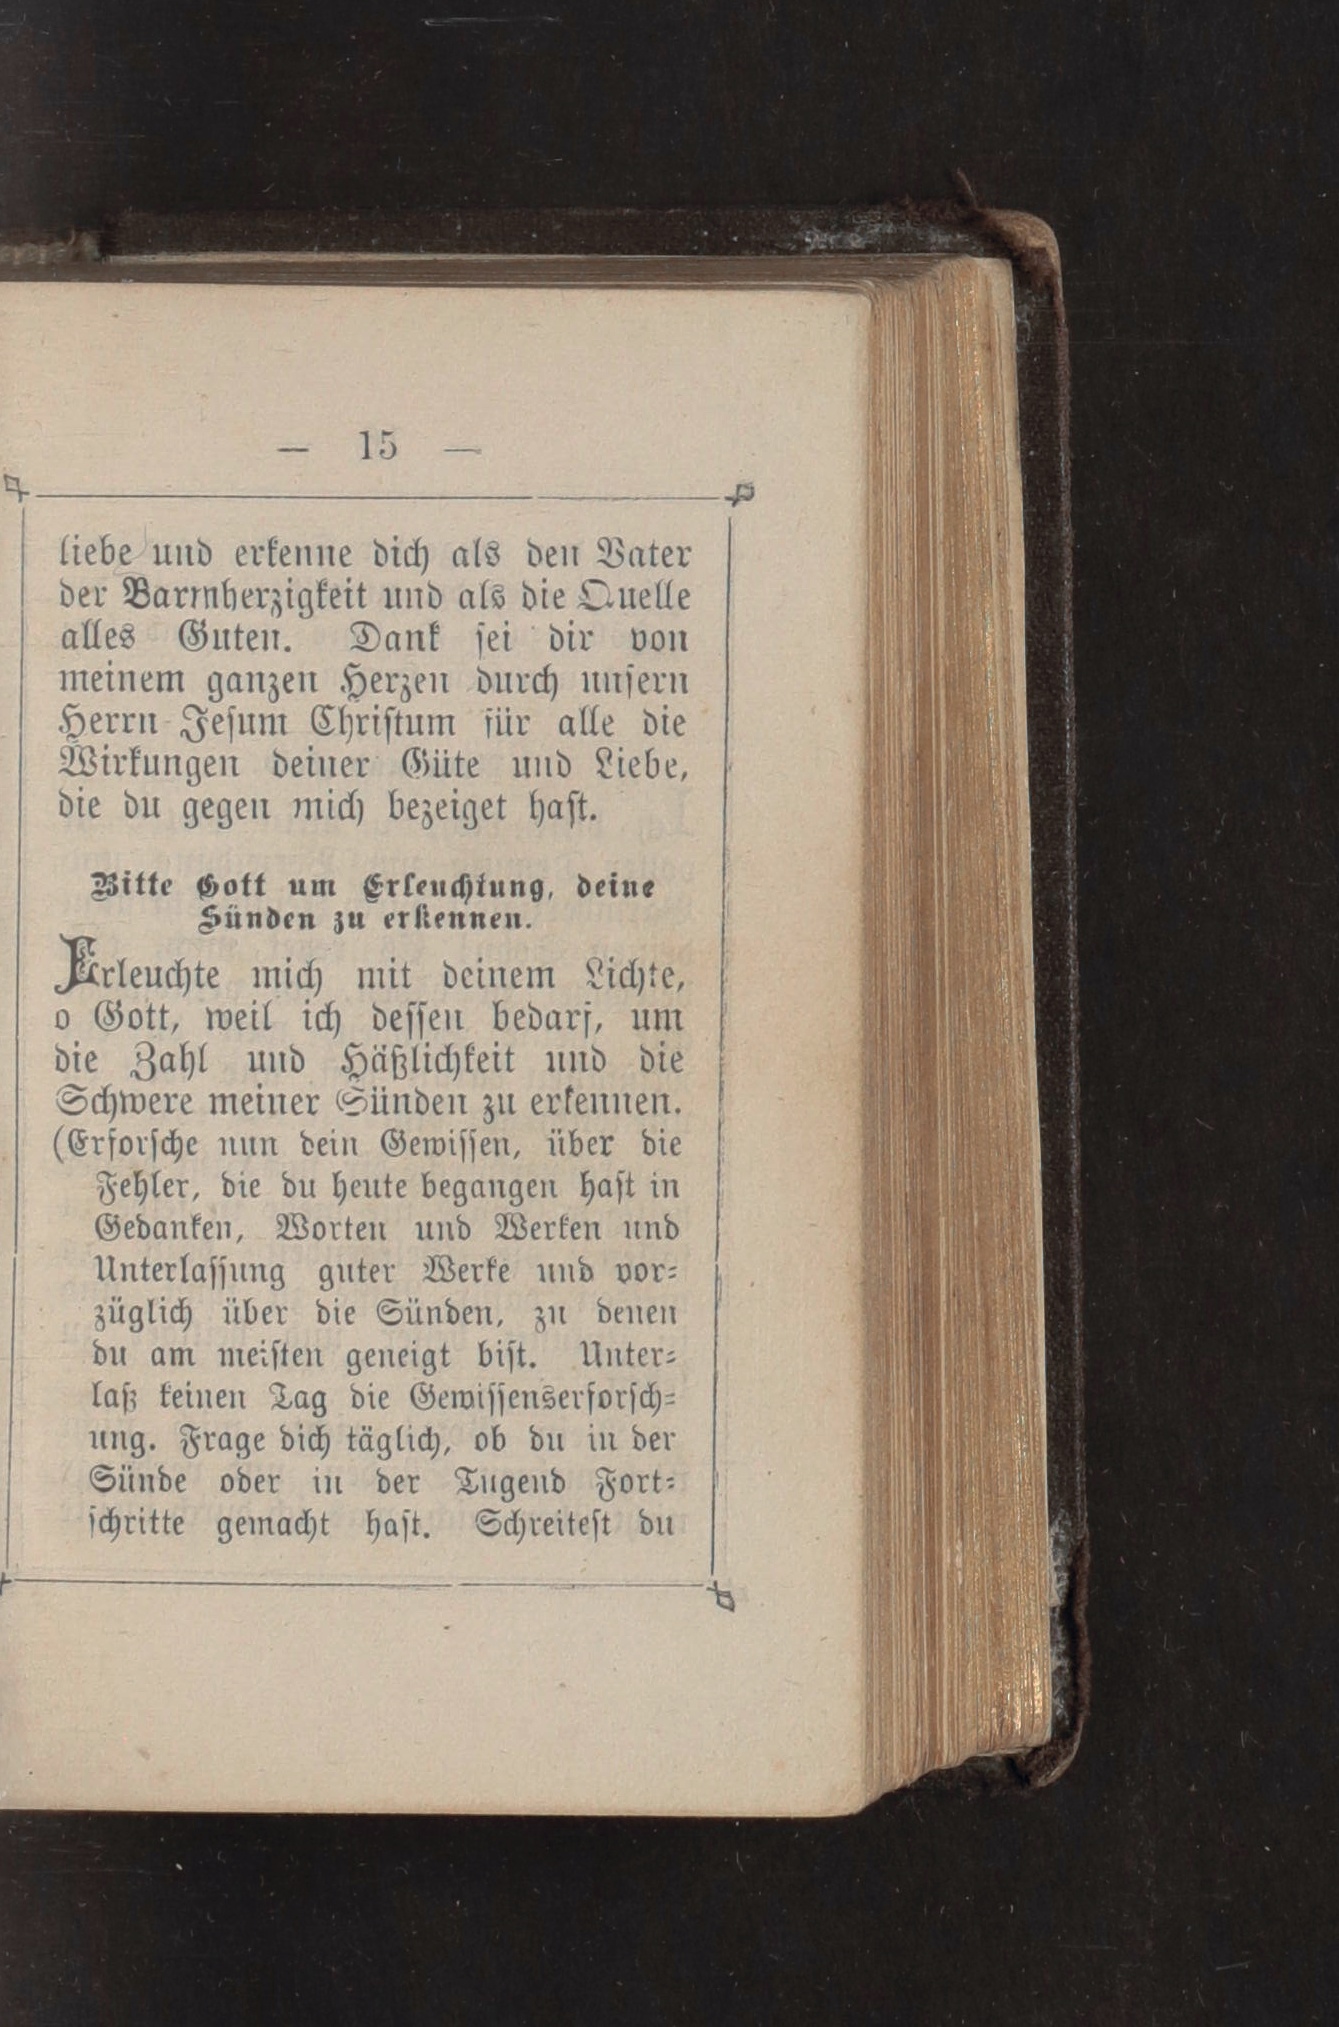 — 15 —
liebe und erkenne dich als den Vater
der Barmherzigkeit und als die Quelle
alles Guten. Dank sei dir von
meinem ganzen Herzen durch unsern
Herrn Jesum Christum für alle die
Wirkungen deiner Güte und Liebe,
die du gegen mich bezeiget hast.
Bitte Gott um Erleuchtung, deine
Sünden zu erkennen.
Erleuchte mich mit deinem Lichte,
o Gott, weil ich dessen bedarf, um
die Zahl und Häßlichkeit und die
Schwere meiner Sünden zu erkennen.
(Erforsche nun dein Gewissen, über die
Fehler, die du heute begangen hast in
Gedanken, Worten und Werken und
Unterlassung guter Werke und vor-
züglich über die Sünden, zu denen
du am meisten geneigt bist. Unter-
laß keinen Tag die Gewissenserforsch-
ung. Frage dich täglich, ob du in der
Sünde oder in der Tugend Fort-
schritte gemacht hast. Schreitest du